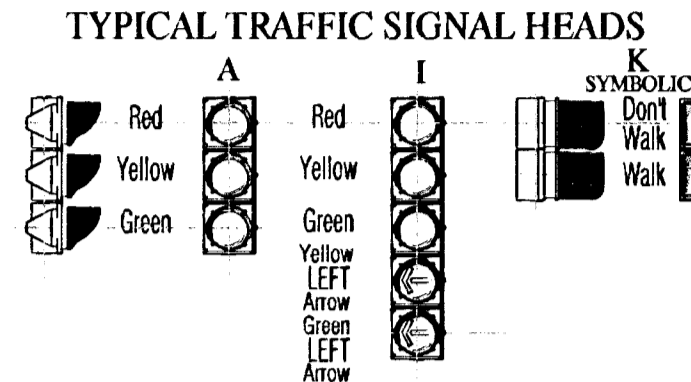 TYPICAL TRAFFIC SIGNAL HEADS
A
I
K
SYMBOLIC
Red
Yellow
Green
Red
Yellow
Green
Yellow
LEFT
Arrow
Green
LEFT
Arrow
Don't
Walk
Walk